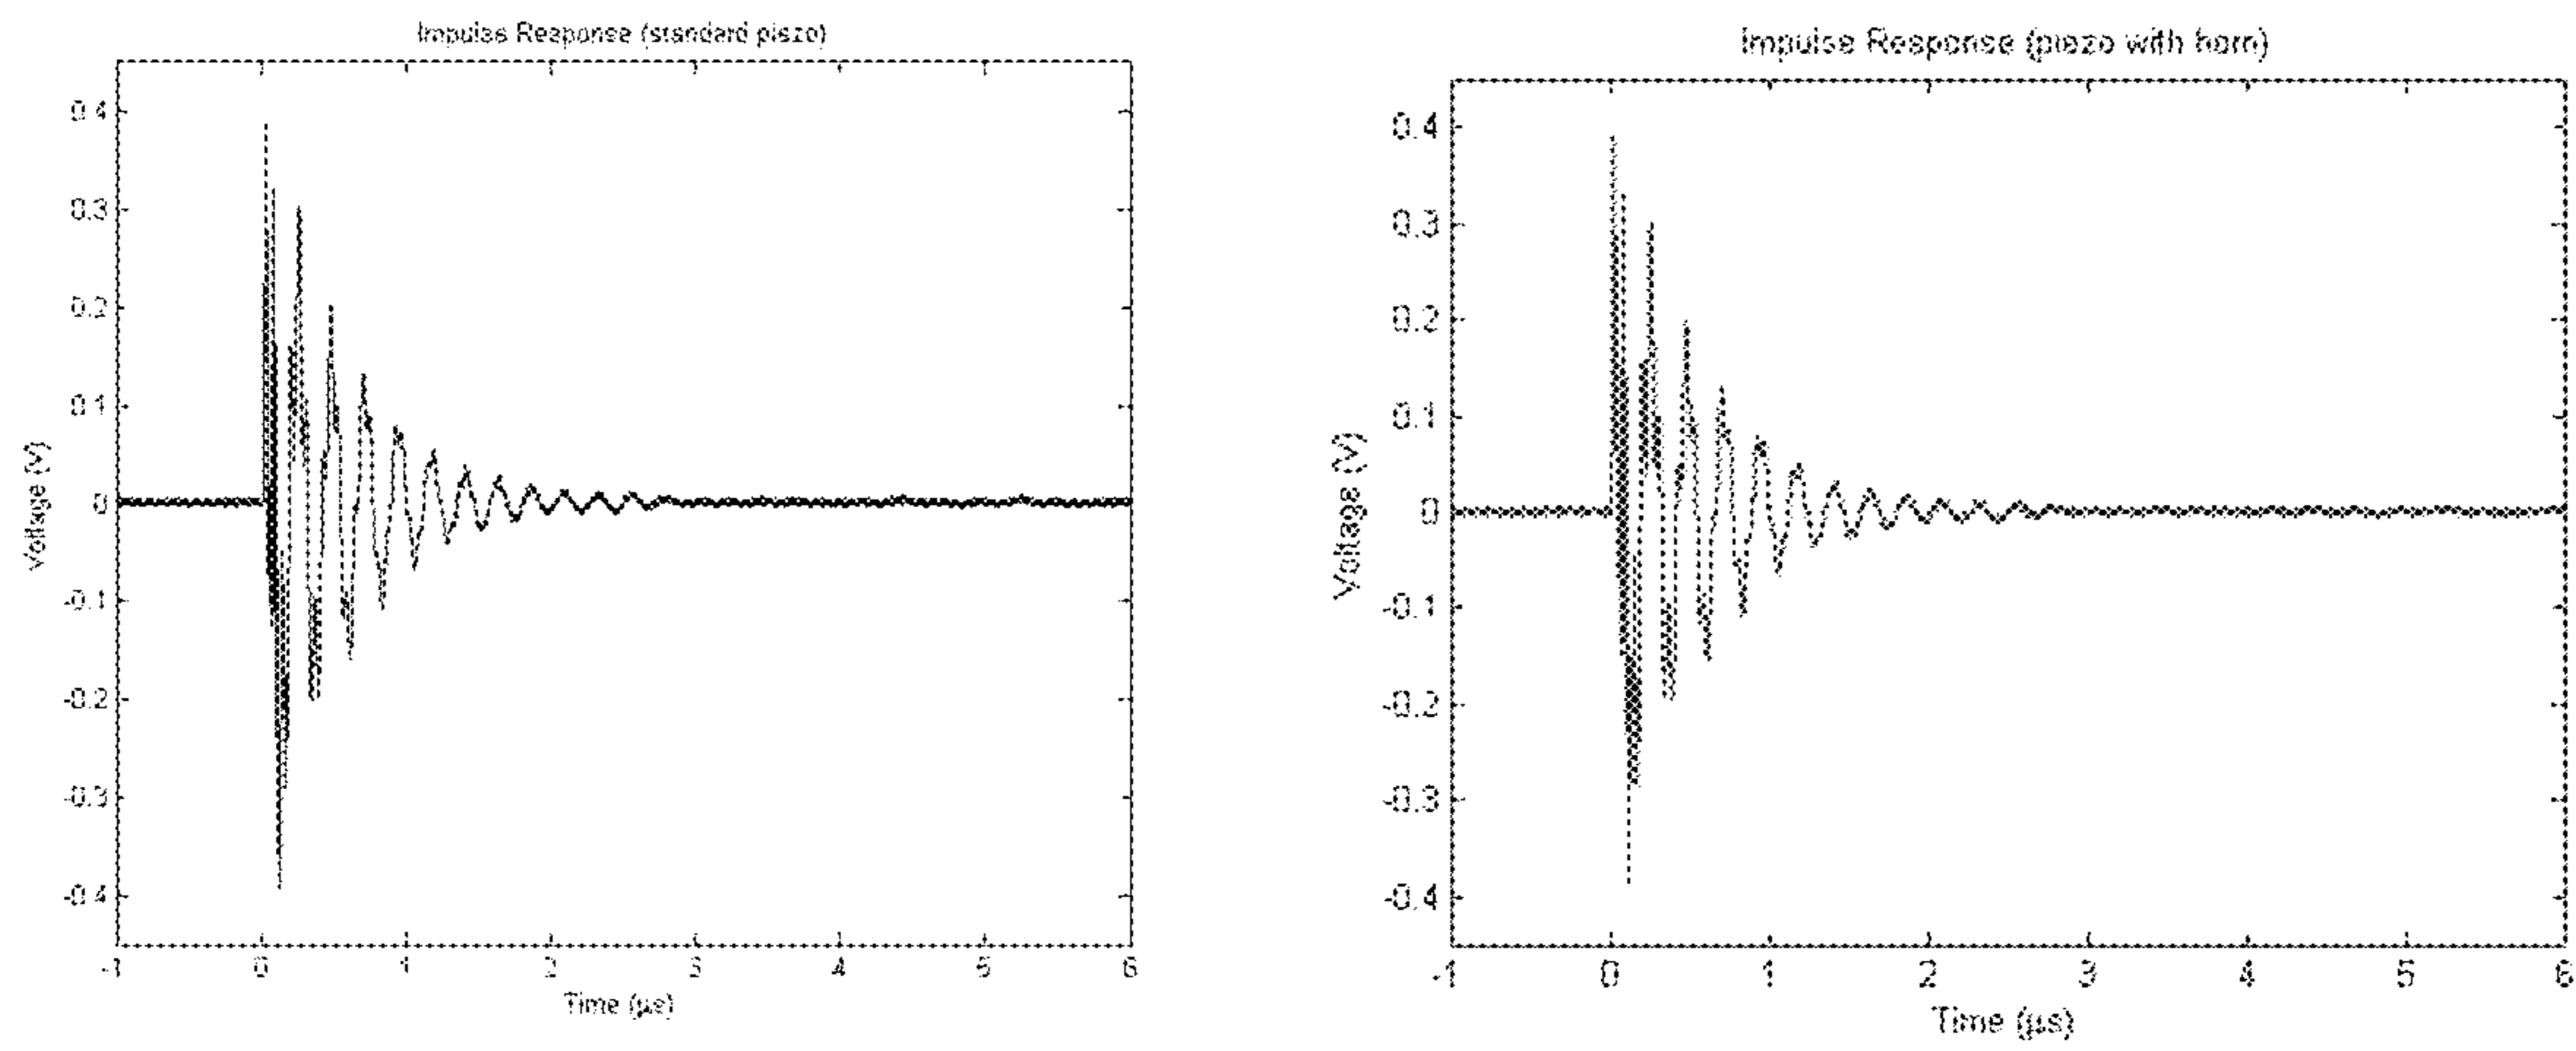 Impulse Response (standard piezo)
0.4
0.3
0.2
0.1
0
-0.1
-0.2
-0.3
-0.4
Voltage (V)
-1 0 1 2 3 4 5 6
Time (µs)
Impulse Response (piezo with horn)
0.4
0.3
0.2
0.1
0
-0.1
-0.2
-0.3
-0.4
Voltage (V)
-1 0 1 2 3 4 5 6
Time (µs)